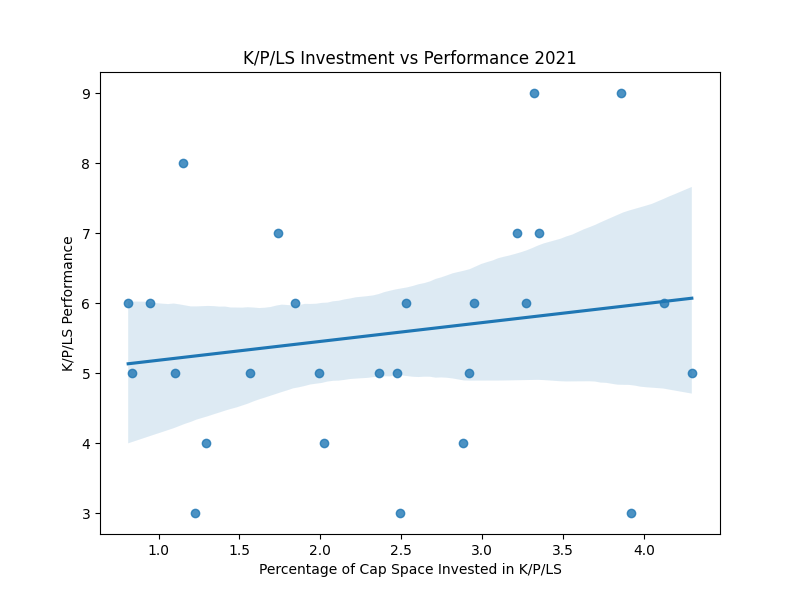 K/P/LS Investment vs Performance 2021
9
8
7
6
5
4
3
K/P/LS Performance
1.0 1.5 2.0 2.5 3.0 3.5 4.0
Percentage of Cap Space Invested in K/P/LS